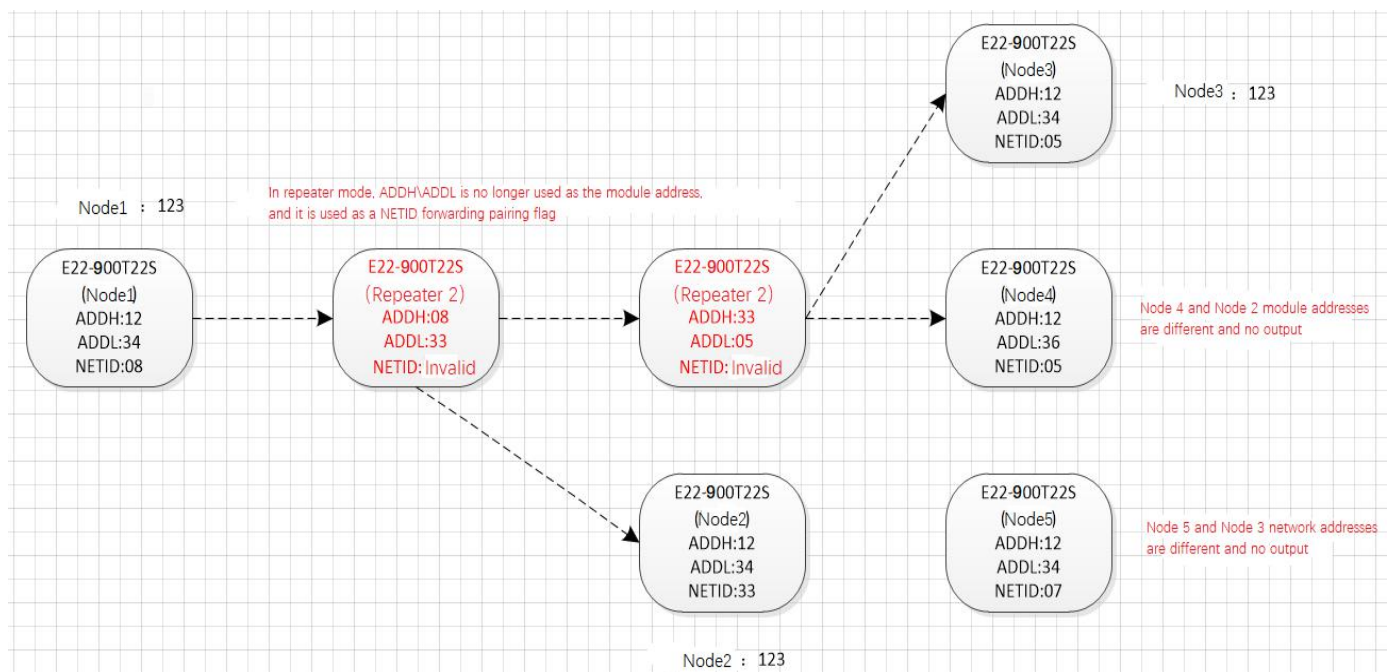 E22-900T22S
(Node3)
ADDH:12
ADDL:34
NETID:05
Node3 : 123
In repeater mode, ADDH\ADDL is no longer used as the module address,
and it is used as a NETID forwarding pairing flag
Node1 : 123
E22-900T22S
(Node1)
ADDH:12
ADDL:34
NETID:08
E22-900T22S
(Repeater 2)
ADDH:08
ADDL:33
NETID: Invalid
E22-900T22S
(Repeater 2)
ADDH:33
ADDL:05
NETID: Invalid
E22-900T22S
(Node4)
ADDH:12
ADDL:36
NETID:05
Node 4 and Node 2 module addresses
are different and no output
E22-900T22S
(Node2)
ADDH:12
ADDL:34
NETID:33
E22-900T22S
(Node5)
ADDH:12
ADDL:34
NETID:07
Node 5 and Node 3 network addresses
are different and no output
Node2 : 123